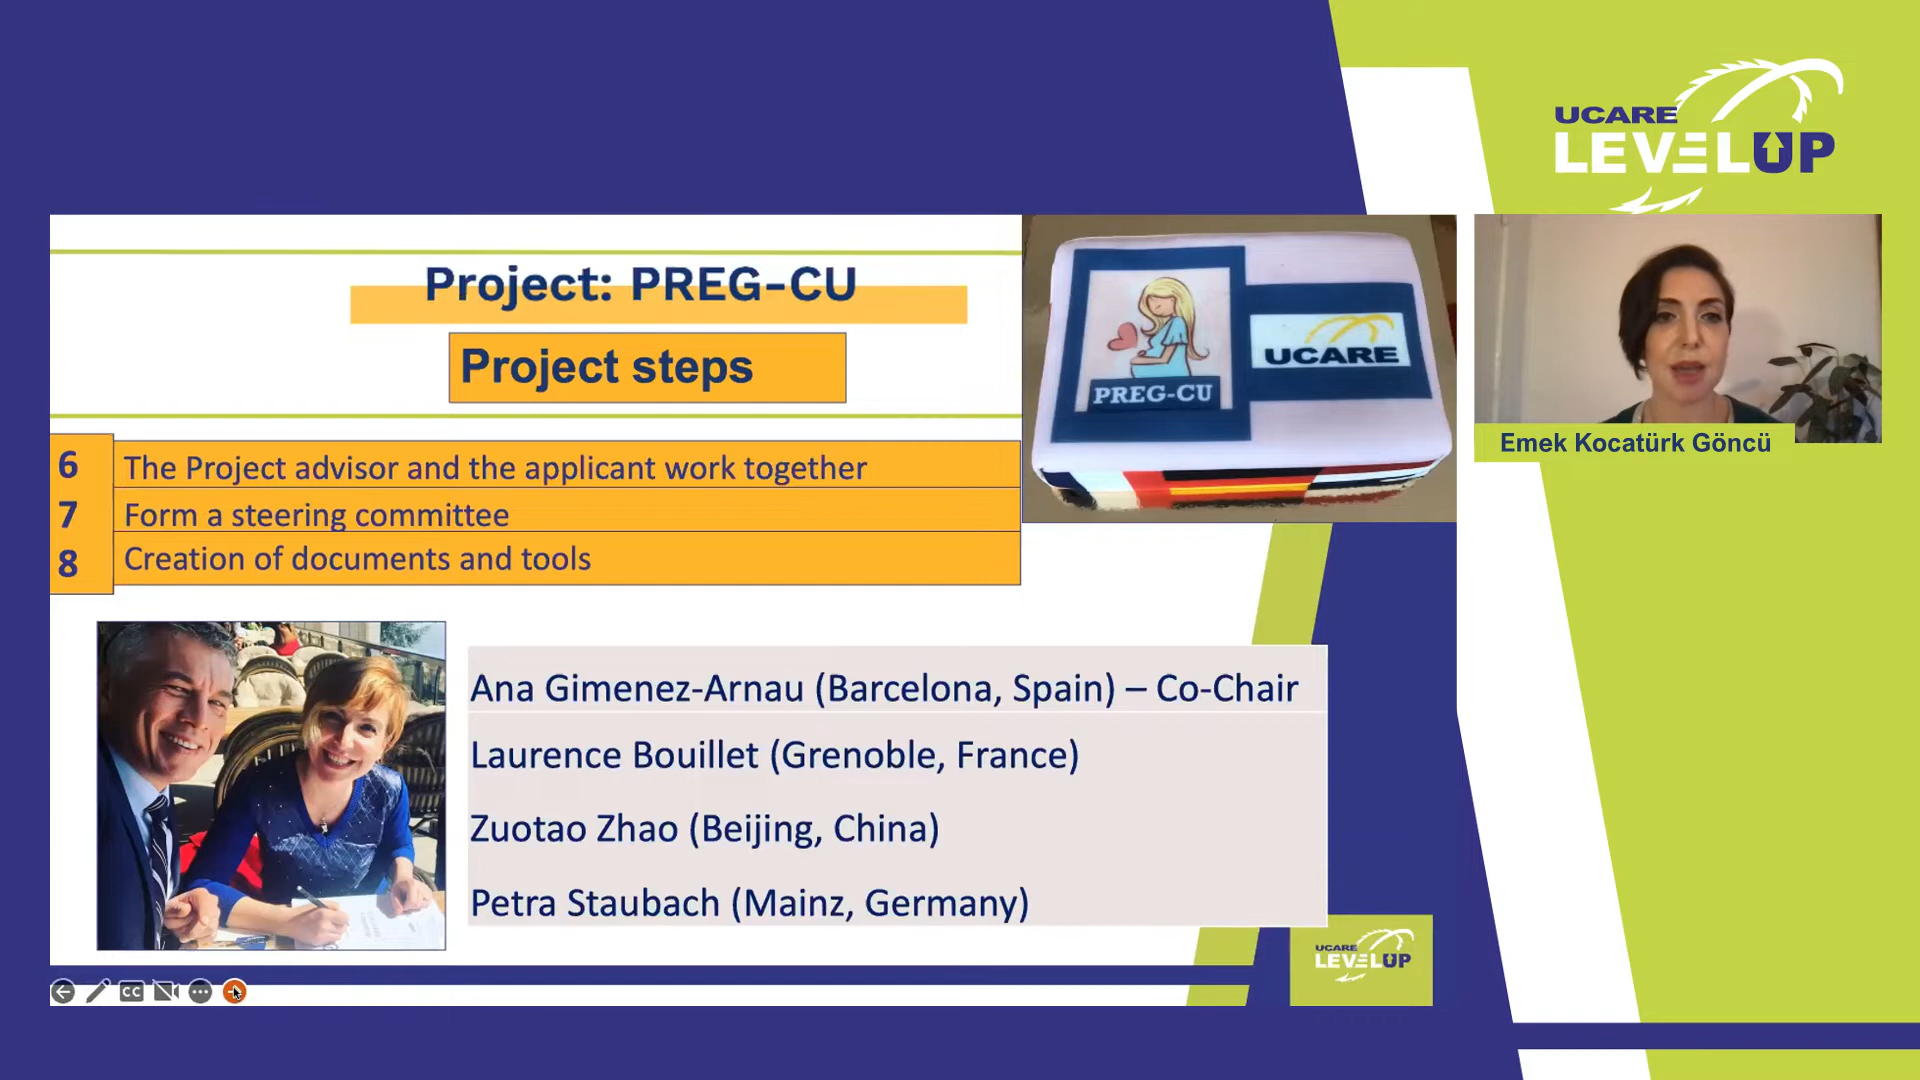 UCARE
LEVELUP
Project: PREG-CU
Project steps
6 The Project advisor and the applicant work together
7 Form a steering committee
8 Creation of documents and tools
PREG-CU
UCARE
Emek Kocatürk Göncü
Ana Gimenez-Arnau (Barcelona, Spain) – Co-Chair
Laurence Bouillet (Grenoble, France)
Zuotao Zhao (Beijing, China)
Petra Staubach (Mainz, Germany)
UCARE
LEVELUP
CC